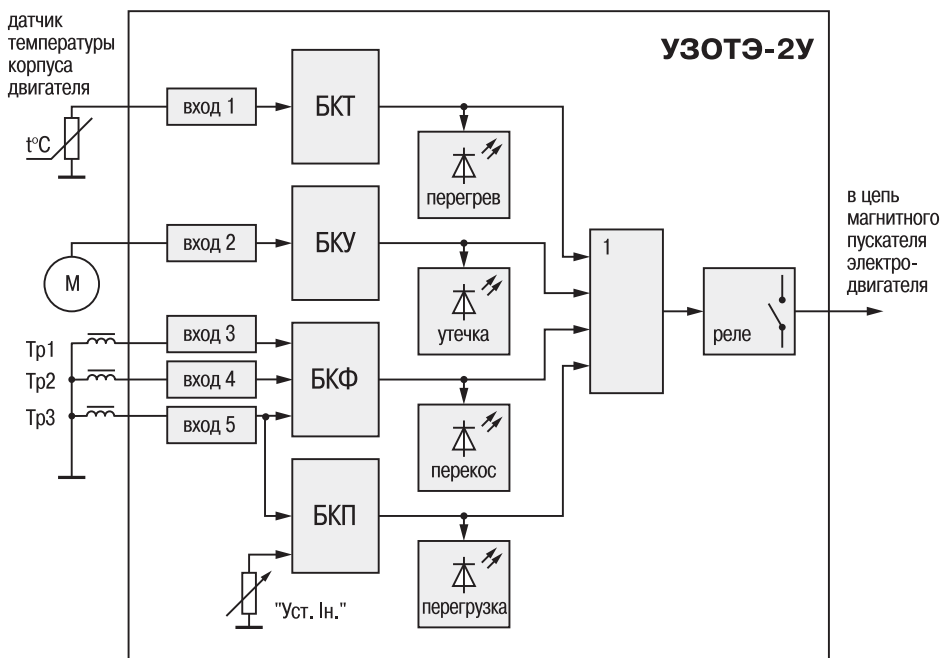 датчик
температуры
корпуса
двигателя
t°C
УЗОТЭ-2У
вход 1
БКТ
перегрев
вход 2
БКУ
М
утечка
Тр1
вход 3
Тр2
вход 4
БКФ
Тр3
вход 5
перекос
БКП
"Уст. Iн."
перегрузка
1
реле
в цепь
магнитного
пускателя
электро-
двигателя